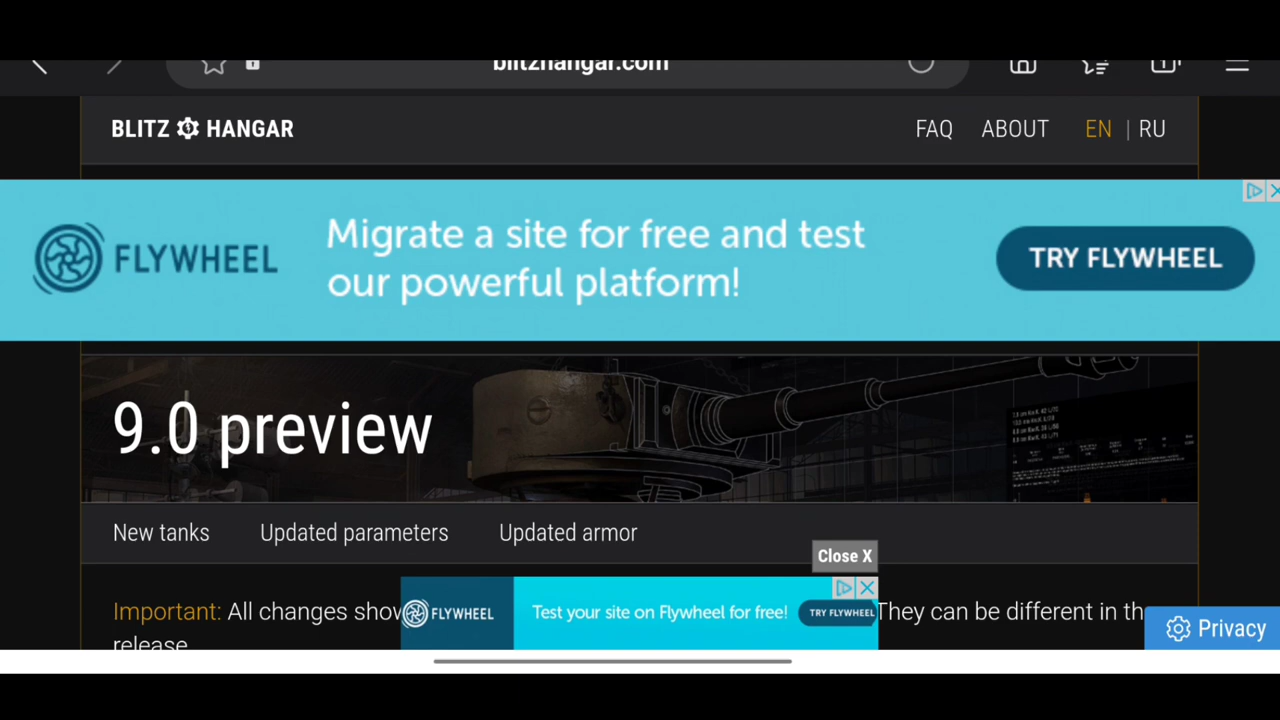 blitzhangar.com
BLITZ HANGAR
FAQ ABOUT EN | RU
FLYWHEEL
Migrate a site for free and test
our powerful platform!
TRY FLYWHEEL
9.0 preview
New tanks Updated parameters Updated armor
Close X
Important: All changes show
They can be different in th
release
FLYWHEEL
Test your site on Flywheel for free!
TRY FLYWHEEL
Privacy